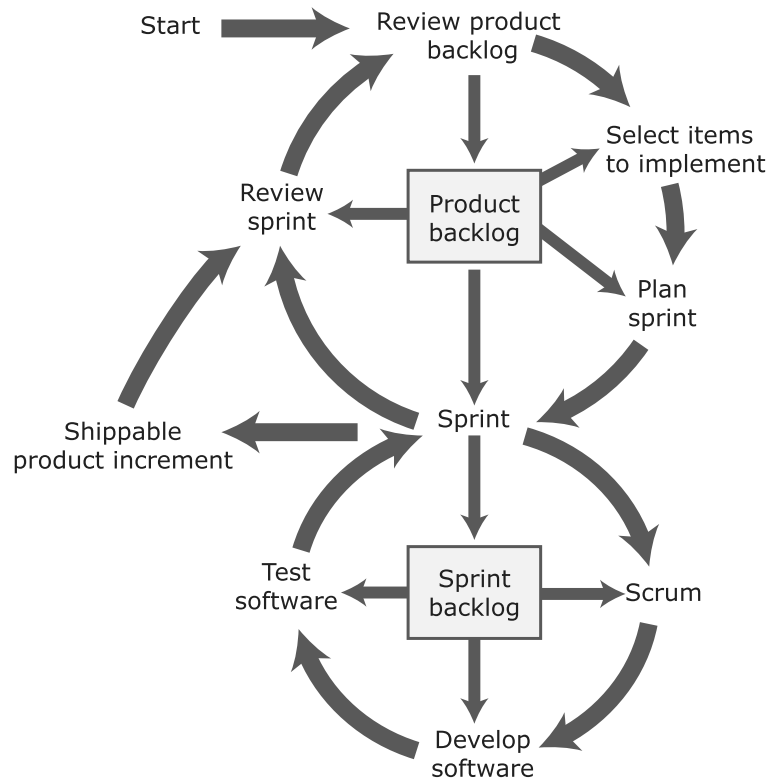 Start
Review product
backlog
Select items
to implement
Review
sprint
Product
backlog
Plan
sprint
Sprint
Shippable
product increment
Test
software
Sprint
backlog
Scrum
Develop
software